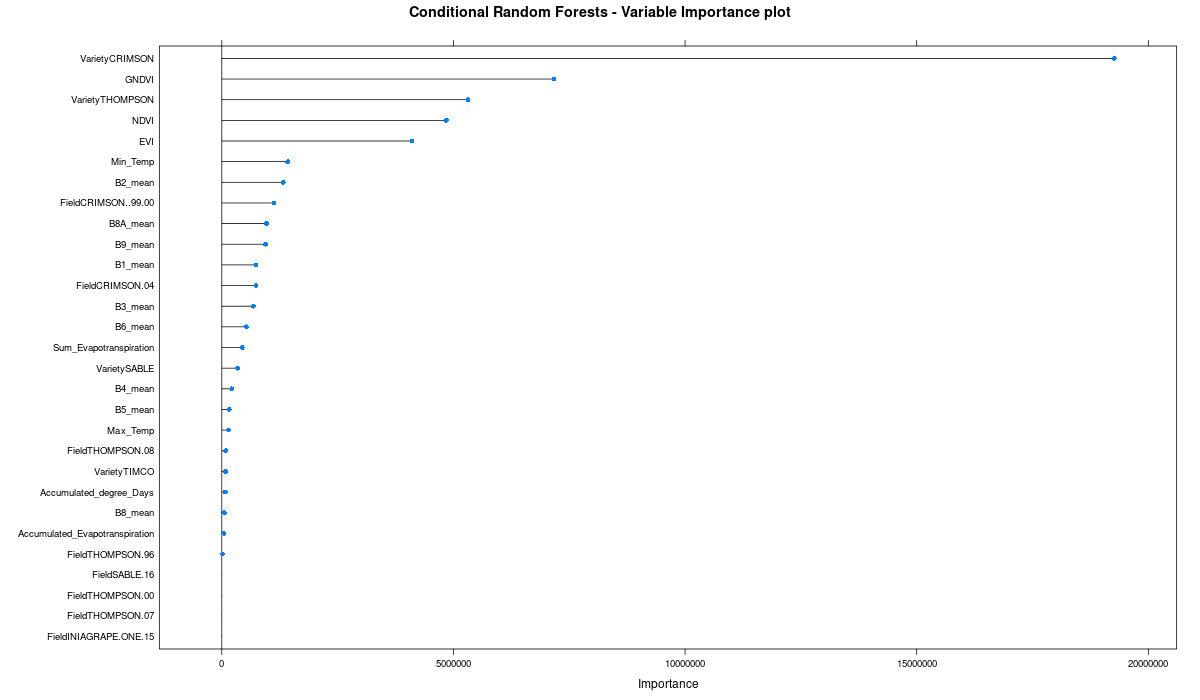 Conditional Random Forests - Variable Importance plot
VarietyCRIMSON
GNDVI
VarietyTHOMPSON
NDVI
EVI
Min_Temp
B2_mean
FieldCRIMSON..99.00
B8A_mean
B9_mean
B1_mean
FieldCRIMSON.04
B3_mean
B6_mean
Sum_Evapotranspiration
VarietySABLE
B4_mean
B5_mean
Max_Temp
FieldTHOMPSON.08
VarietyTIMCO
Accumulated_degree_Days
B8_mean
Accumulated_Evapotranspiration
FieldTHOMPSON.96
FieldSABLE.16
FieldTHOMPSON.00
FieldTHOMPSON.07
FieldINIAGRAPE.ONE.15
0 5000000 10000000 15000000 20000000
Importance